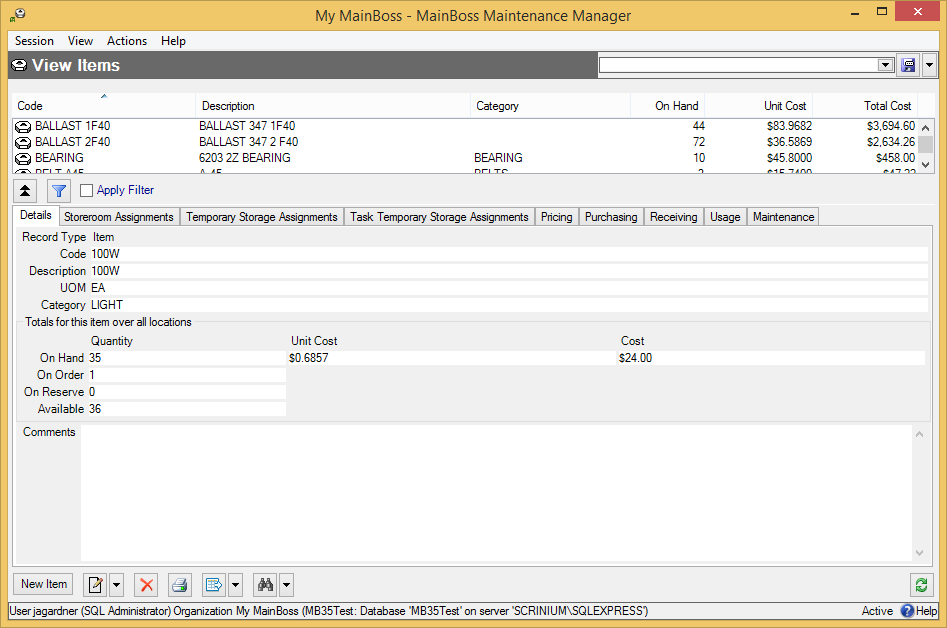 My MainBoss - MainBoss Maintenance Manager
Session View Actions Help
View Items
Code Description Category On Hand Unit Cost Total Cost
BALLAST 1F40 BALLAST 347 1F40 44 $83.9682 $3,694.60
BALLAST 2F40 BALLAST 347 2 F40 72 $36.5869 $2,634.26
BEARING 6203 2Z BEARING BEARING 10 $45.8000 $458.00
BELT A45 A-45 BELTS
Apply Filter
Details Storeroom Assignments Temporary Storage Assignments Task Temporary Storage Assignments Pricing Purchasing Receiving Usage Maintenance
Record Type Item
Code 100W
Description 100W
UOM EA
Category LIGHT
Totals for this item over all locations
Quantity Unit Cost Cost
On Hand 35 $0.6857 $24.00
On Order 1
On Reserve 0
Available 36
Comments
New Item
User jagardner (SQL Administrator) Organization My MainBoss (MB35Test: Database 'MB35Test' on server 'SCRINIUM\SQLEXPRESS') Active Help